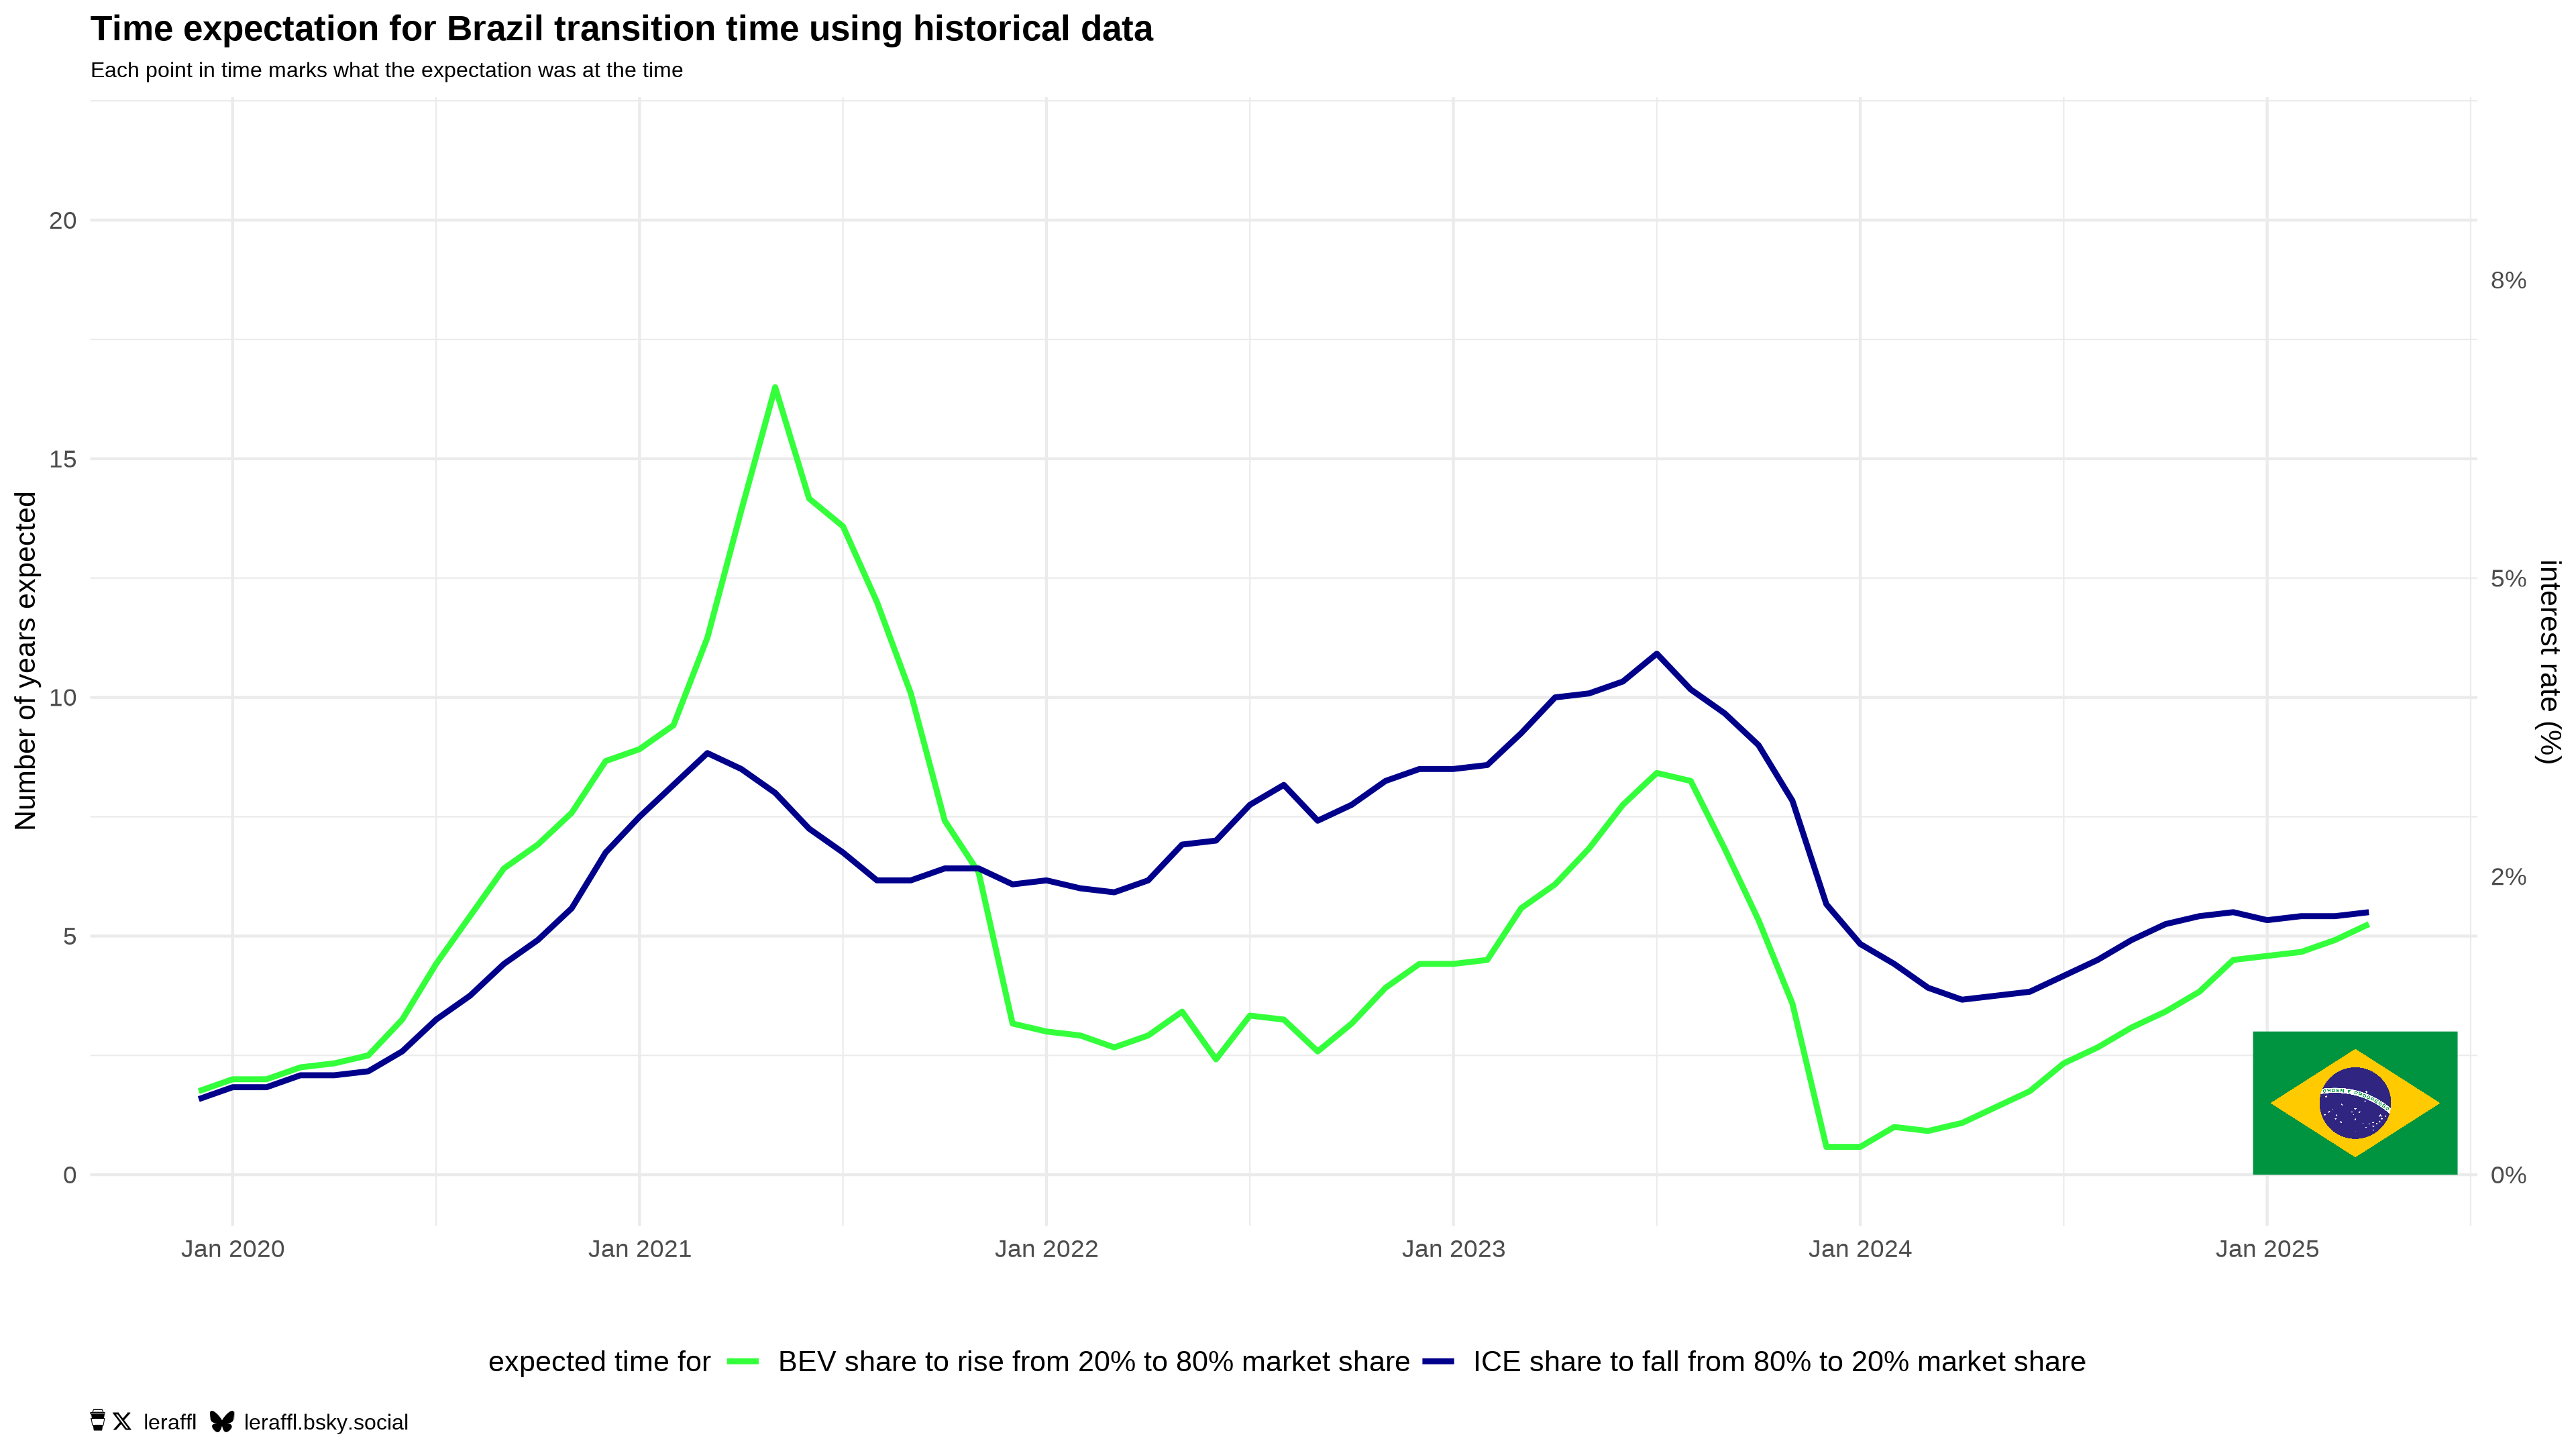 Time expectation for Brazil transition time using historical data
Each point in time marks what the expectation was at the time
Number of years expected
20
15
10
5
0
8%
5%
2%
0%
interest rate (%)
Jan 2020
Jan 2021
Jan 2022
Jan 2023
Jan 2024
Jan 2025
expected time for
BEV share to rise from 20% to 80% market share
ICE share to fall from 80% to 20% market share
leraffl
leraffl.bsky.social